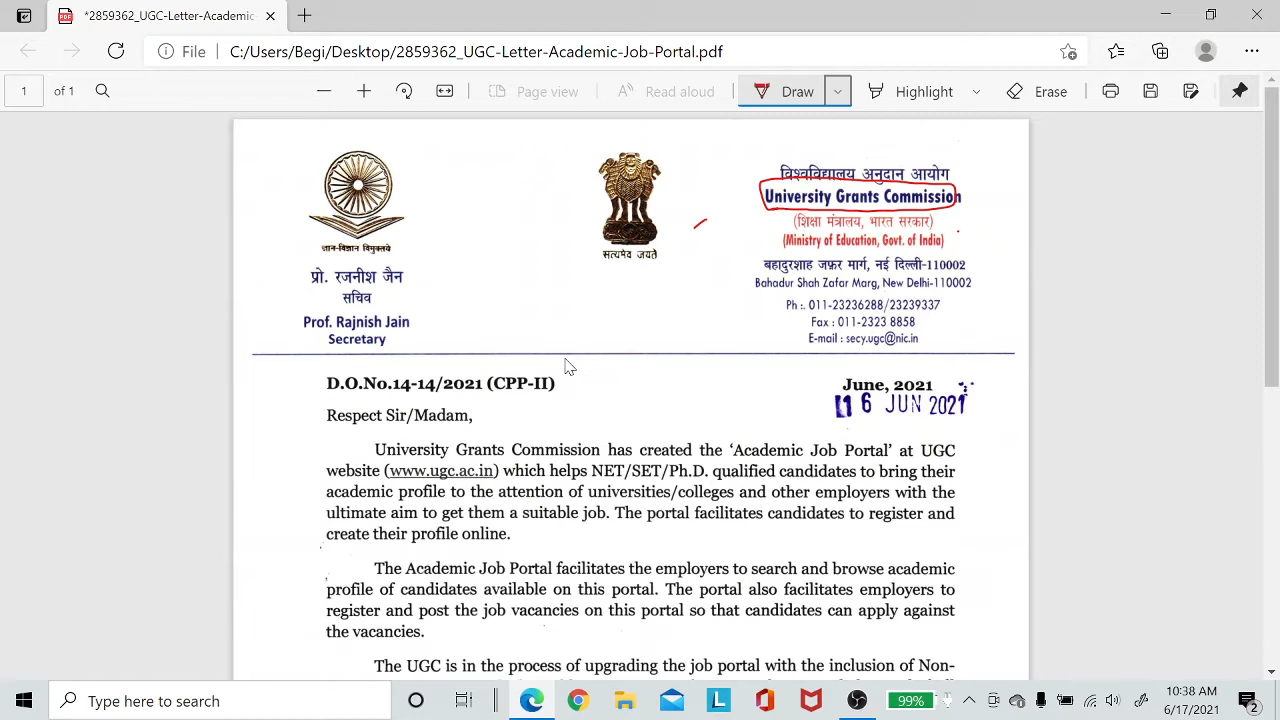 *2859362_UGC-Letter-Acader
File
C:/Users/Begi/Desktop/2859362_UGC-Letter-Academic-Job-Portal.pdf
1 of 1
Page view
Read aloud
Draw
Highlight
Erase
ज्ञान-विज्ञान विमुक्तये
प्रो. रजनीश जैन
सचिव
Prof. Rajnish Jain
Secretary
सत्यमेव जयते
विश्वविद्यालय अनुदान आयोग
University Grants Commission
(शिक्षा मंत्रालय, भारत सरकार)
(Ministry of Education, Govt. of India)
बहादुरशाह जफ़र मार्ग, नई दिल्ली-110002
Bahadur Shah Zafar Marg, New Delhi-110002
Ph :. 011-23236288/23239337
Fax : 011-2323 8858
E-mail : secy.ugc@nic.in
D.O.No.14-14/2021 (CPP-II)
June, 2021
16 JUN 2021
Respect Sir/Madam,
University Grants Commission has created the ‘Academic Job Portal’ at UGC
website (www.ugc.ac.in) which helps NET/SET/Ph.D. qualified candidates to bring their
academic profile to the attention of universities/colleges and other employers with the
ultimate aim to get them a suitable job. The portal facilitates candidates to register and
create their profile online.
The Academic Job Portal facilitates the employers to search and browse academic
profile of candidates available on this portal. The portal also facilitates employers to
register and post the job vacancies on this portal so that candidates can apply against
the vacancies.
The UGC is in the process of upgrading the job portal with the inclusion of Non-
Type here to search
99%
ENG
10:38 AM
6/17/2021
2